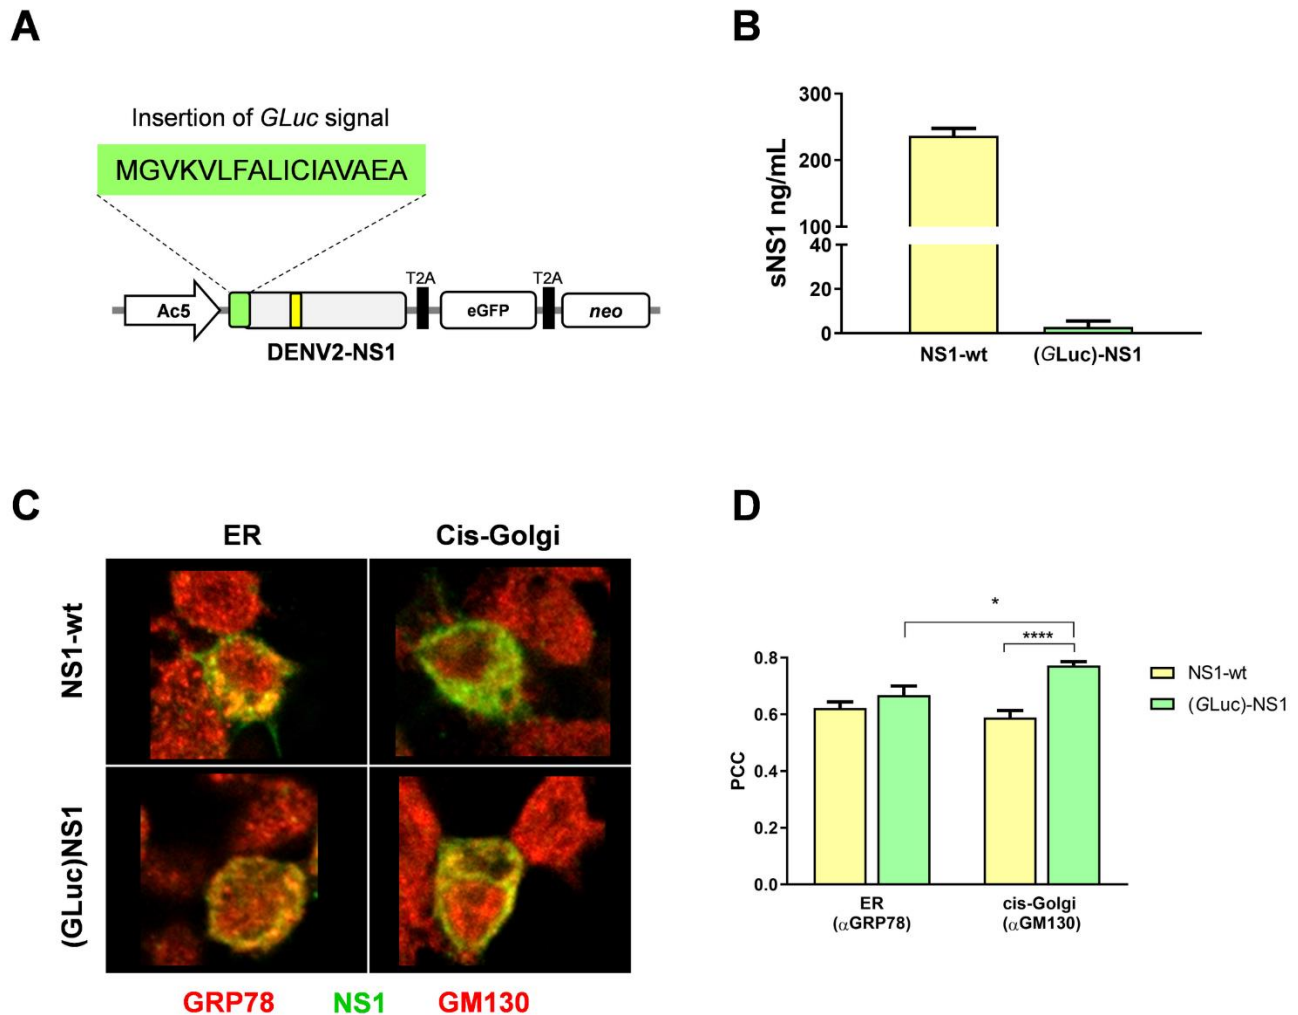 A
Insertion of GLuc signal
MGVKVLFALICIAVAEA
Ac5
T2A
eGFP
T2A
neo
DENV2-NS1
B
sNS1 ng/mL
300
200
100
40
20
0
NS1-wt
(GLuc)-NS1
C
ER
Cis-Golgi
NS1-wt
(GLuc)NS1
GRP78
NS1
GM130
D
*
****
PCC
0.8
0.6
0.4
0.2
0.0
ER
(αGRP78)
cis-Golgi
(αGM130)
NS1-wt
(GLuc)-NS1